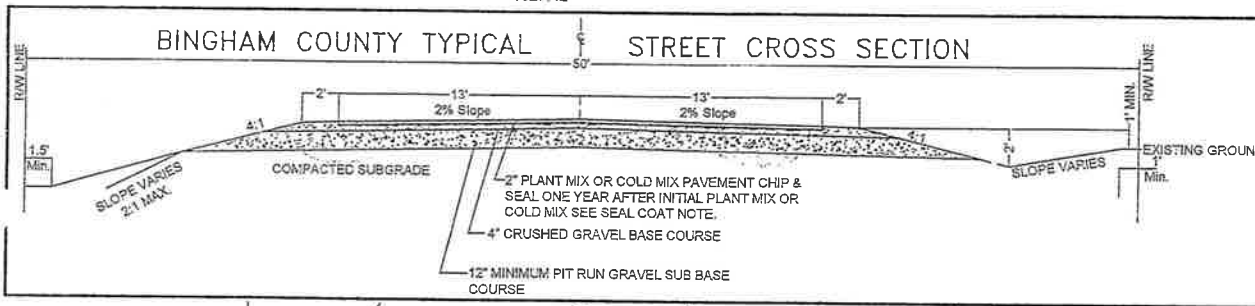 BINGHAM COUNTY TYPICAL ℄ STREET CROSS SECTION
50'
R/W LINE
R/W LINE
2'
13'
13'
2'
2% Slope
2% Slope
1' MIN.
4:1
4:1
1.5'
Min.
2'
EXISTING GROUN
COMPACTED SUBGRADE
SLOPE VARIES
1'
Min.
SLOPE VARIES
2:1 MAX.
2" PLANT MIX OR COLD MIX PAVEMENT CHIP &
SEAL ONE YEAR AFTER INITIAL PLANT MIX OR
COLD MIX SEE SEAL COAT NOTE.
4" CRUSHED GRAVEL BASE COURSE
12" MINIMUM PIT RUN GRAVEL SUB BASE
COURSE